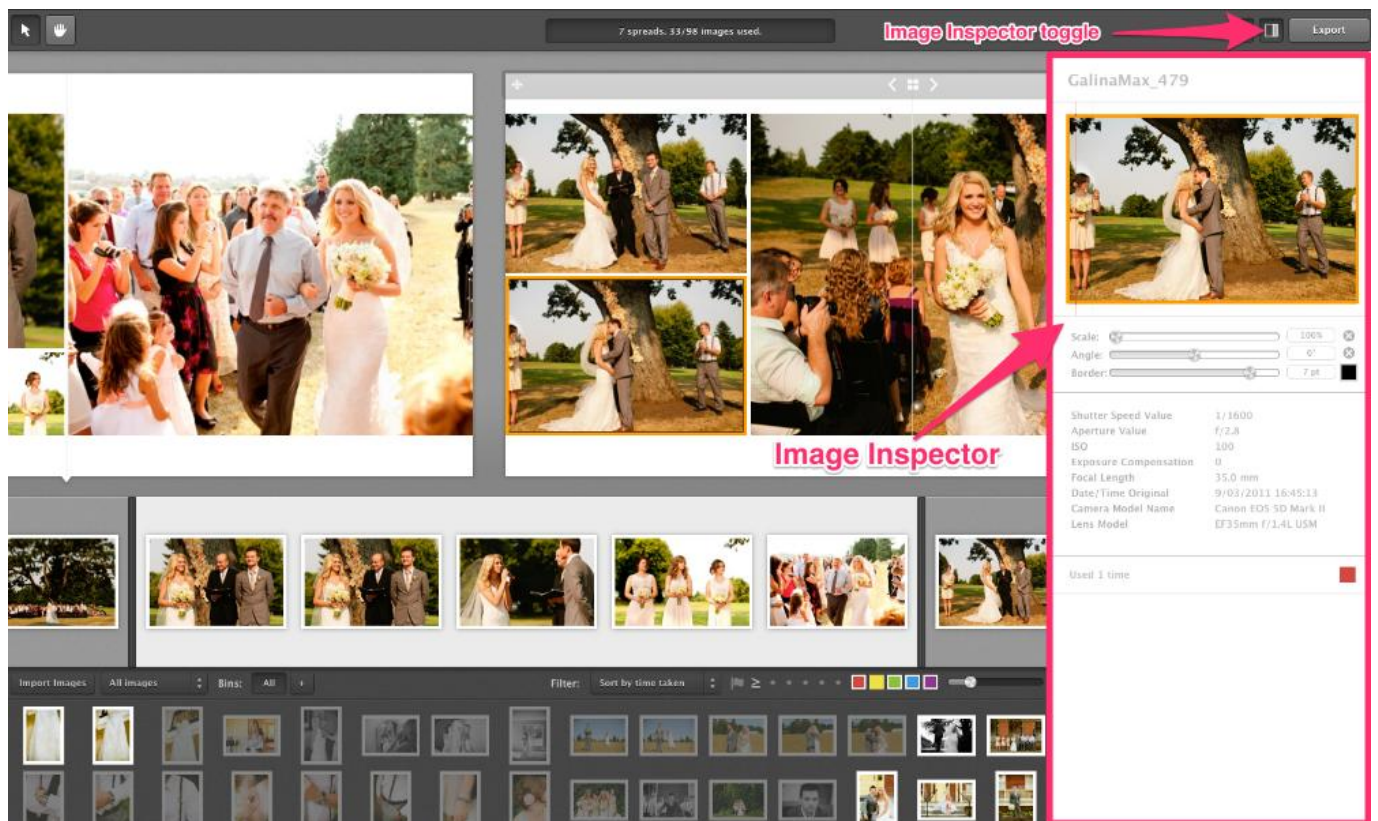 7 spreads. 33/98 images used.
Image Inspector toggle
Export
GalinaMax_479
Scale: 100%
Angle: 0°
Border: 7 pt
Image Inspector
Shutter Speed Value 1/1600
Aperture Value f/2.8
ISO 100
Exposure Compensation 0
Focal Length 35.0 mm
Date/Time Original 9/03/2011 16:45:13
Camera Model Name Canon EOS 5D Mark II
Lens Model EF35mm f/1.4L USM
Used 1 time
Import Images All images Bins: All + Filter: Sort by time taken ≥